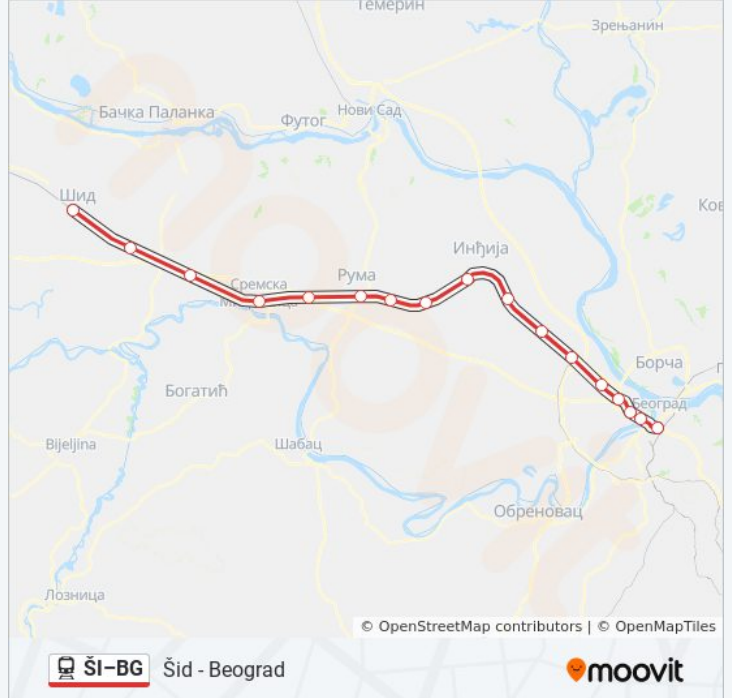 Темерин
Зрењанин
Бачка Паланка
Нови Сад
Футог
Шид
Инђија
Рума
Сремска
Борча
Београд
Богатић
Bijeljina
Шабац
Обреновац
Лозница
© OpenStreetMap contributors | © OpenMapTiles
ŠI–BG Šid - Beograd
moovit